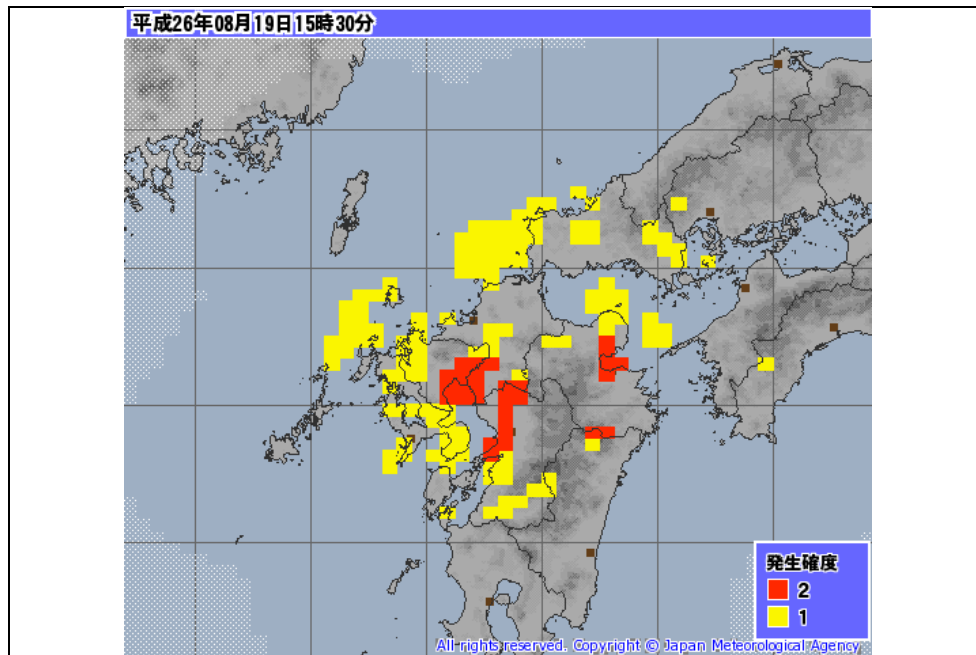 平成26年08月19日15時30分
発生確度
2
1
All rights reserved. Copyright © Japan Meteorological Agency